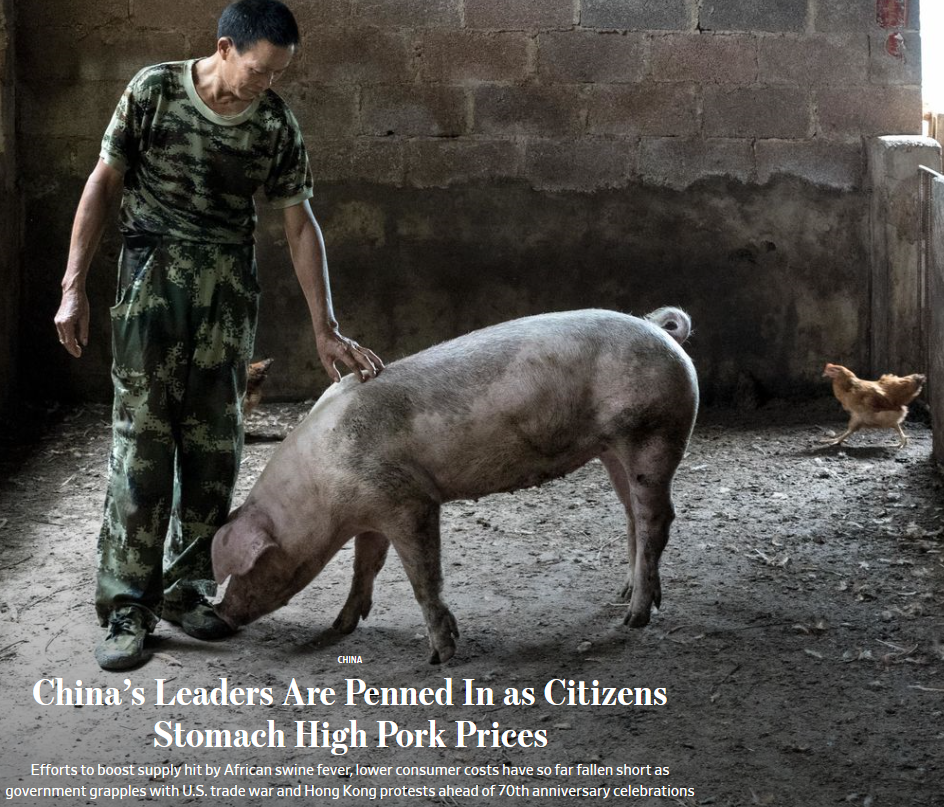 CHINA
China’s Leaders Are Penned In as Citizens
Stomach High Pork Prices
Efforts to boost supply hit by African swine fever, lower consumer costs have so far fallen short as
government grapples with U.S. trade war and Hong Kong protests ahead of 70th anniversary celebrations